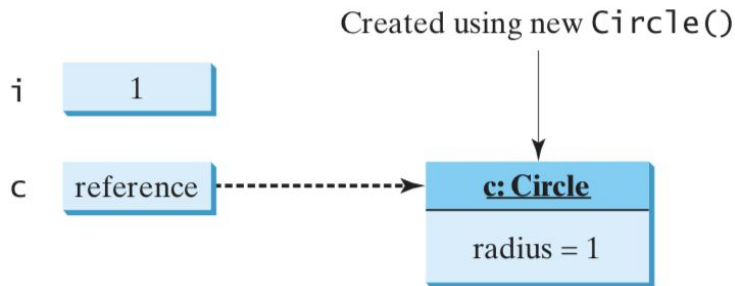 Created using new Circle()
i 1
c reference
c: Circle
radius = 1